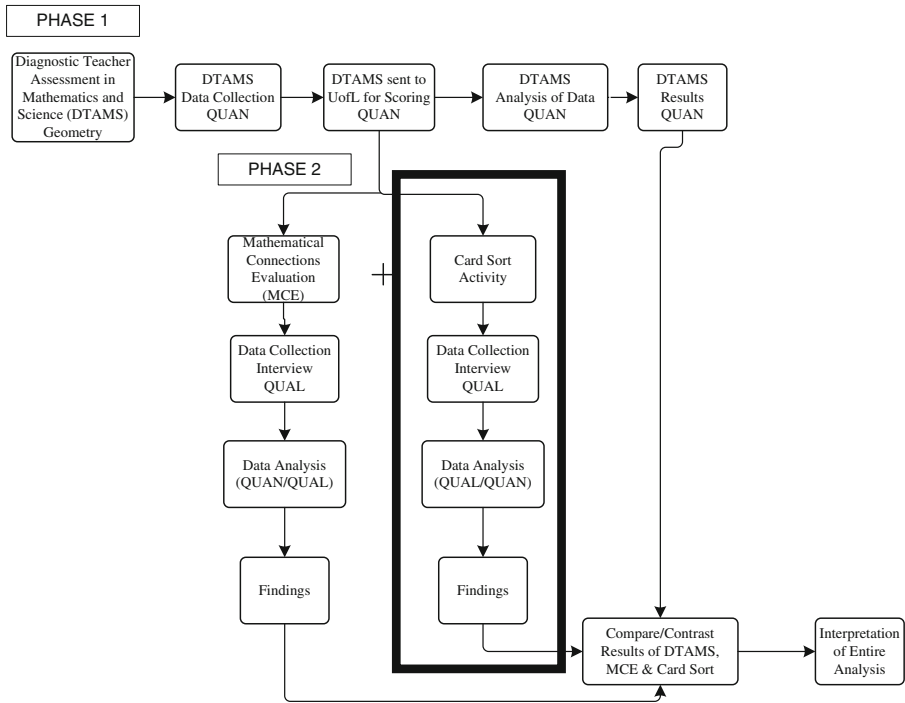 PHASE 1
Diagnostic Teacher
Assessment in
Mathematics and
Science (DTAMS)
Geometry
DTAMS
Data Collection
QUAN
DTAMS sent to
UofL for Scoring
QUAN
DTAMS
Analysis of Data
QUAN
DTAMS
Results
QUAN
PHASE 2
Mathematical
Connections
Evaluation
(MCE)
+
Card Sort
Activity
Data Collection
Interview
QUAL
Data Collection
Interview
QUAL
Data Analysis
(QUAN/QUAL)
Data Analysis
(QUAL/QUAN)
Findings
Findings
Compare/Contrast
Results of DTAMS,
MCE & Card Sort
Interpretation
of Entire
Analysis